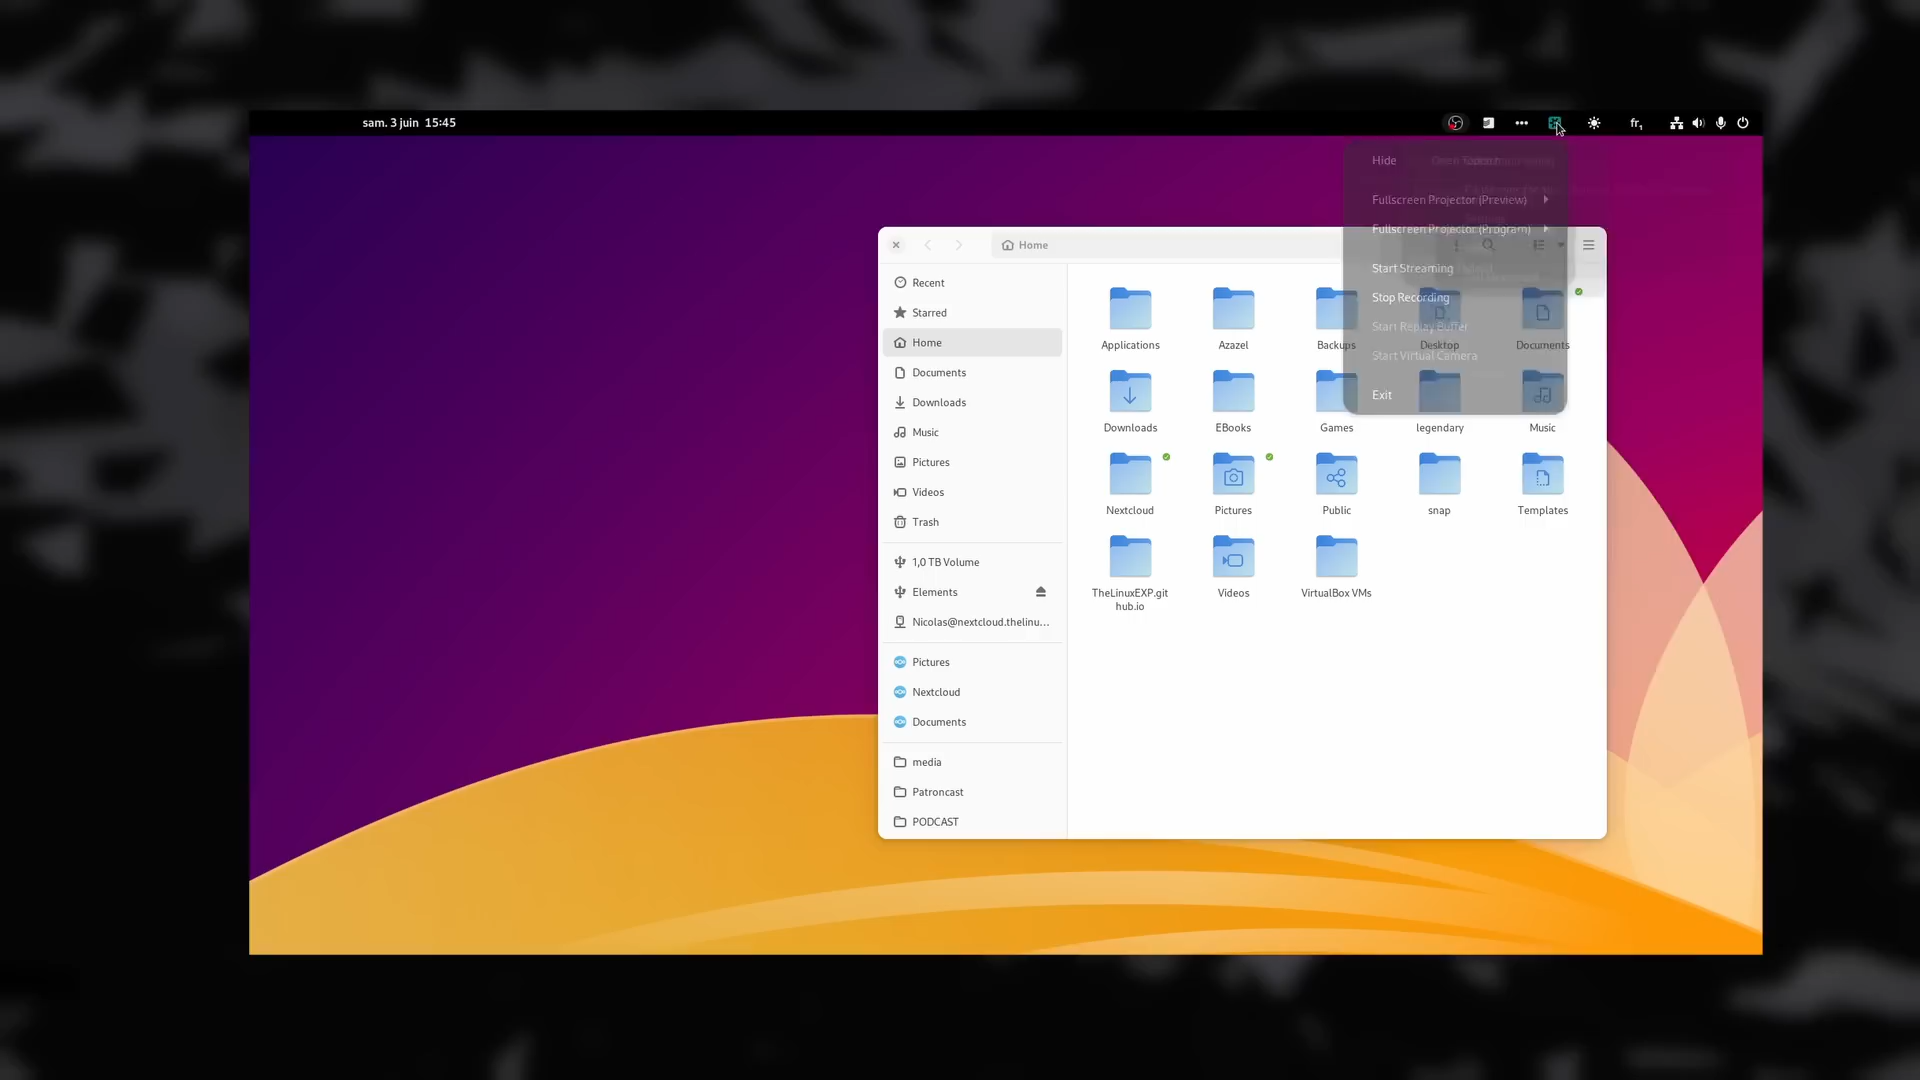 sam. 3 juin 15:45
fr₁
Hide
Fullscreen Projector (Preview)
Fullscreen Projector (Program)
Start Streaming
Stop Recording
Start Replay Buffer
Start Virtual Camera
Exit
Home
Recent
Starred
Home
Documents
Downloads
Music
Pictures
Videos
Trash
1,0 TB Volume
Elements
Nicolas@nextcloud.thelinu...
Pictures
Nextcloud
Documents
media
Patroncast
PODCAST
Applications
Azazel
Backups
Desktop
Documents
Downloads
EBooks
Games
legendary
Music
Nextcloud
Pictures
Public
snap
Templates
TheLinuxEXP.git
hub.io
Videos
VirtualBox VMs